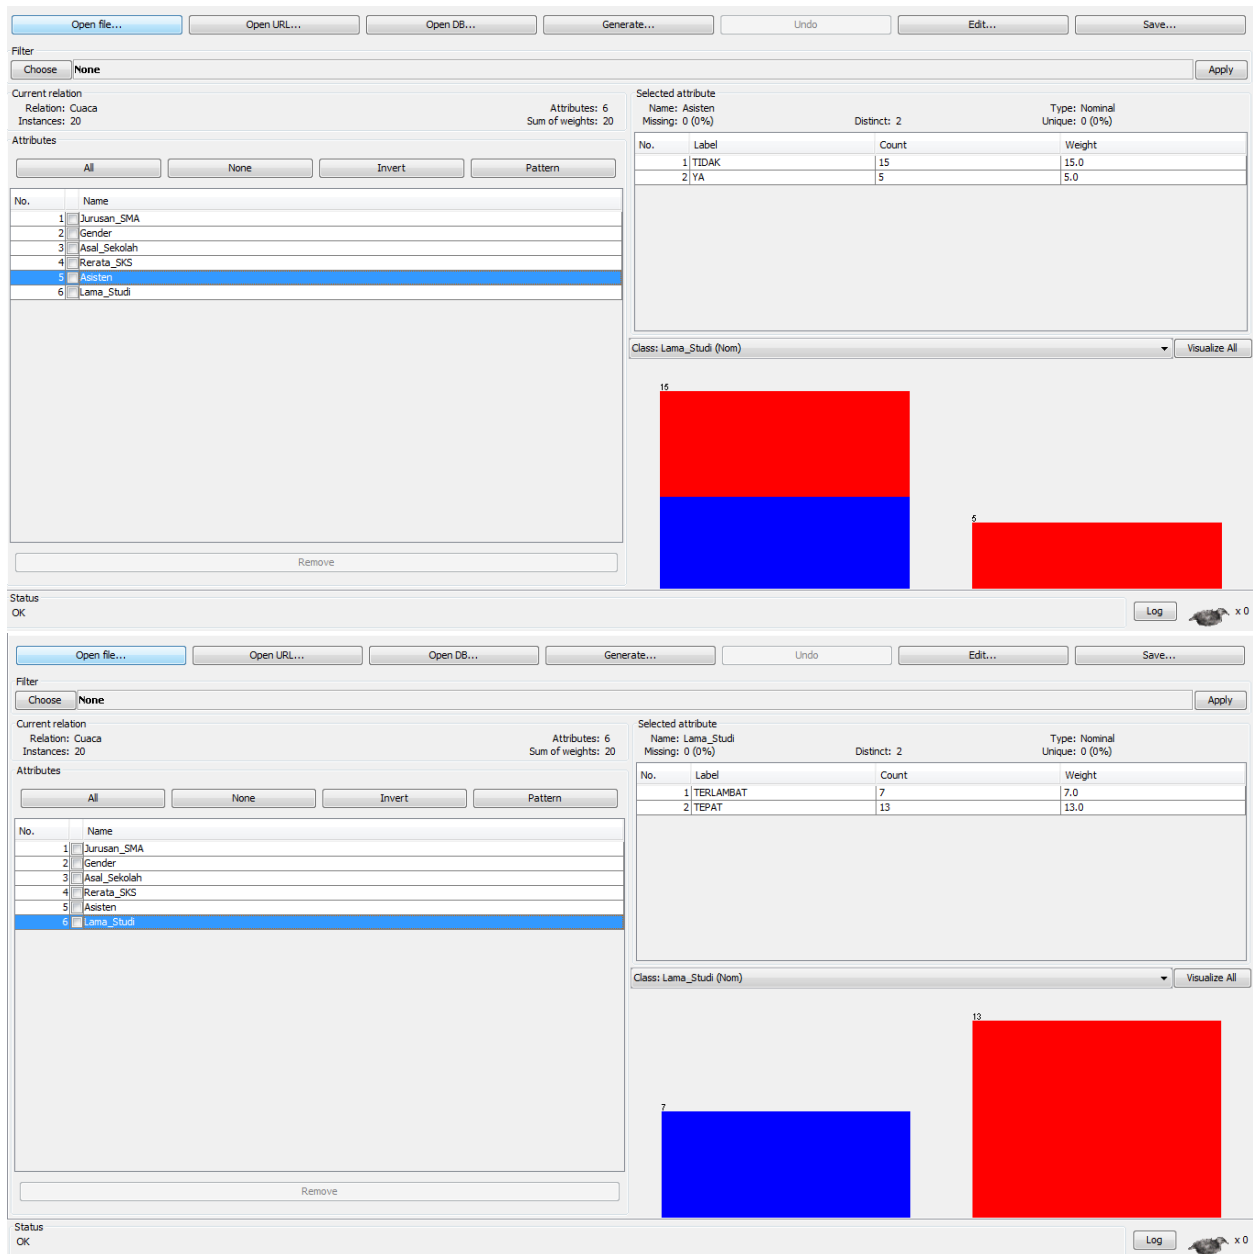 Open file... Open URL... Open DB... Generate... Undo Edit... Save...
Filter
Choose None Apply
Current relation
Relation: Cuaca Attributes: 6
Instances: 20 Sum of weights: 20
Attributes
All None Invert Pattern
No. Name
1 Jurusan_SMA
2 Gender
3 Asal_Sekolah
4 Rerata_SKS
5 Asisten
6 Lama_Studi
Remove
Selected attribute
Name: Asisten Type: Nominal
Missing: 0 (0%) Distinct: 2 Unique: 0 (0%)
No. Label Count Weight
1 TIDAK 15 15.0
2 YA 5 5.0
Class: Lama_Studi (Nom) Visualize All
15
5
Status
OK
Log x 0
Open file... Open URL... Open DB... Generate... Undo Edit... Save...
Filter
Choose None Apply
Current relation
Relation: Cuaca Attributes: 6
Instances: 20 Sum of weights: 20
Attributes
All None Invert Pattern
No. Name
1 Jurusan_SMA
2 Gender
3 Asal_Sekolah
4 Rerata_SKS
5 Asisten
6 Lama_Studi
Remove
Selected attribute
Name: Lama_Studi Type: Nominal
Missing: 0 (0%) Distinct: 2 Unique: 0 (0%)
No. Label Count Weight
1 TERLAMBAT 7 7.0
2 TEPAT 13 13.0
Class: Lama_Studi (Nom) Visualize All
13
7
Status
OK
Log x 0